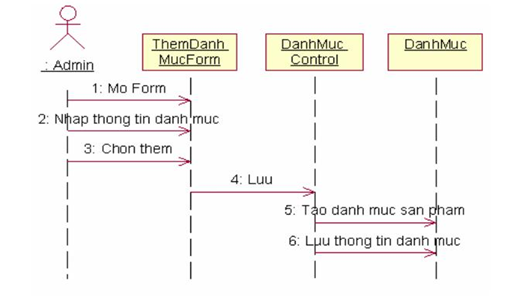 : Admin
ThemDanh
MucForm
DanhMuc
Control
DanhMuc
1: Mo Form
2: Nhap thong tin danh muc
3: Chon them
4: Luu
5: Tao danh muc san pham
6: Luu thong tin danh muc